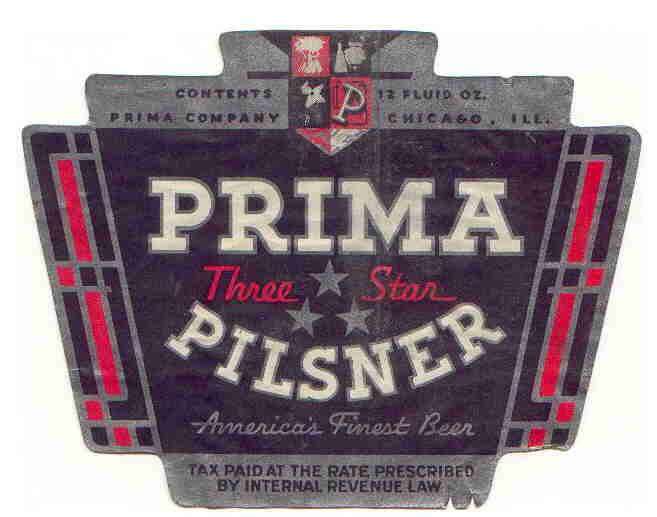 CONTENTS 12 FLUID OZ.
PRIMA COMPANY CHICAGO, ILL.
P
PRIMA
Three Star
PILSNER
America's Finest Beer
TAX PAID AT THE RATE PRESCRIBED
BY INTERNAL REVENUE LAW